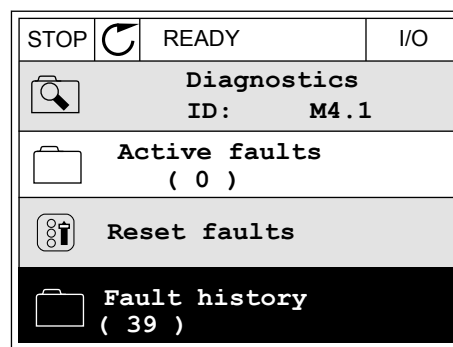 STOP READY I/O
Diagnostics
ID: M4.1
Active faults
( 0 )
Reset faults
Fault history
( 39 )